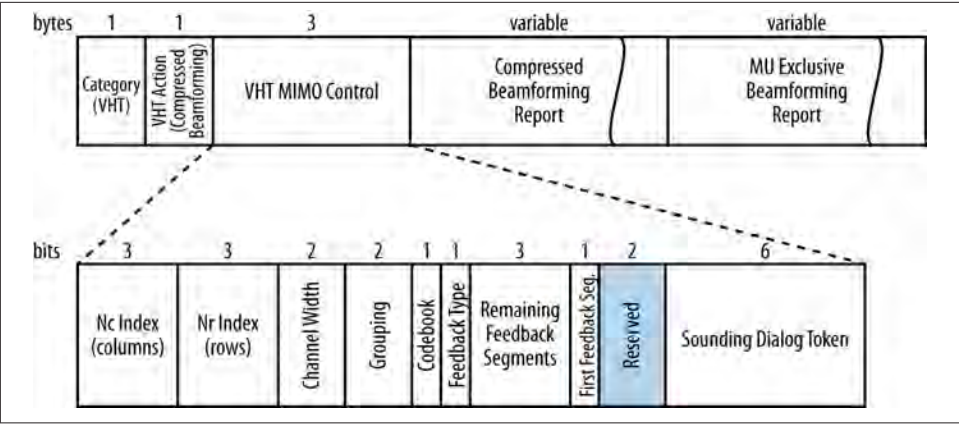 bytes 1 1 3 variable variable
Category
(VHT)
VHT Action
(Compressed
Beamforming)
VHT MIMO Control
Compressed
Beamforming
Report
MU Exclusive
Beamforming
Report
bits 3 3 2 2 1 1 3 1 2 6
Nc Index
(columns)
Nr Index
(rows)
Channel Width
Grouping
Codebook
Feedback Type
Remaining
Feedback
Segments
First Feedback Seg.
Reserved
Sounding Dialog Token